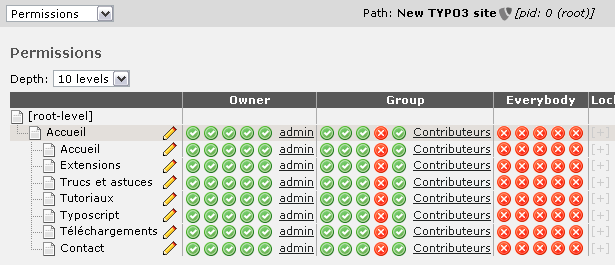 Permissions Path: New TYPO3 site [pid: 0 (root)]
Permissions
Depth: 10 levels
Owner Group Everybody Loc
[root-level]
Accueil admin Contributeurs [+]
Accueil admin Contributeurs [+]
Extensions admin Contributeurs [+]
Trucs et astuces admin Contributeurs [+]
Tutoriaux admin Contributeurs [+]
Typoscript admin Contributeurs [+]
Téléchargements admin Contributeurs [+]
Contact admin Contributeurs [+]